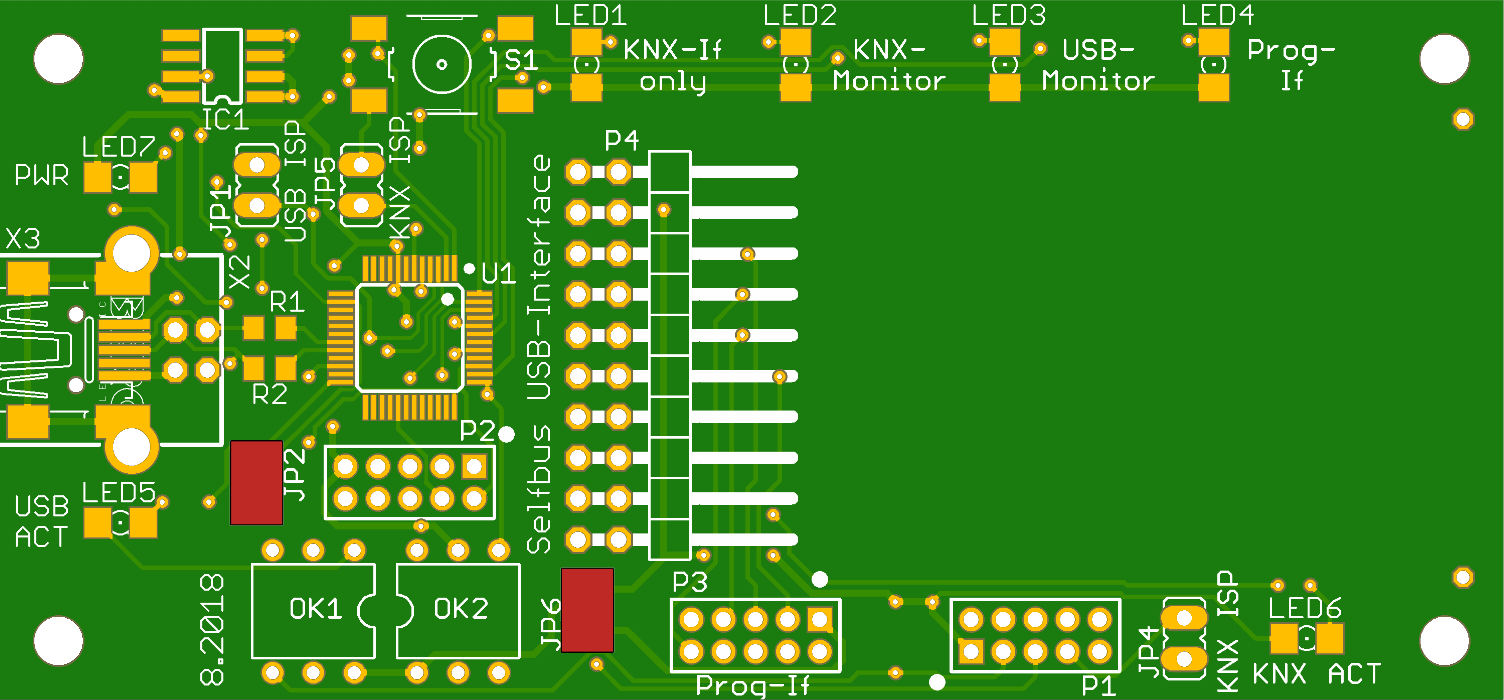 LED1
LED2
LED3
LED4
KNX-If
only
KNX-
Monitor
USB-
Monitor
Prog-
If
S1
IC1
LED7
PWR
JP1
USB ISP
JP5
KNX ISP
P4
X3
X2
U1
R1
R2
Selfbus USB-Interface
P2
JP2
LED5
USB
ACT
8.2018
OK1
OK2
JP6
P3
Prog-If
P1
JP4
KNX ISP
LED6
KNX ACT